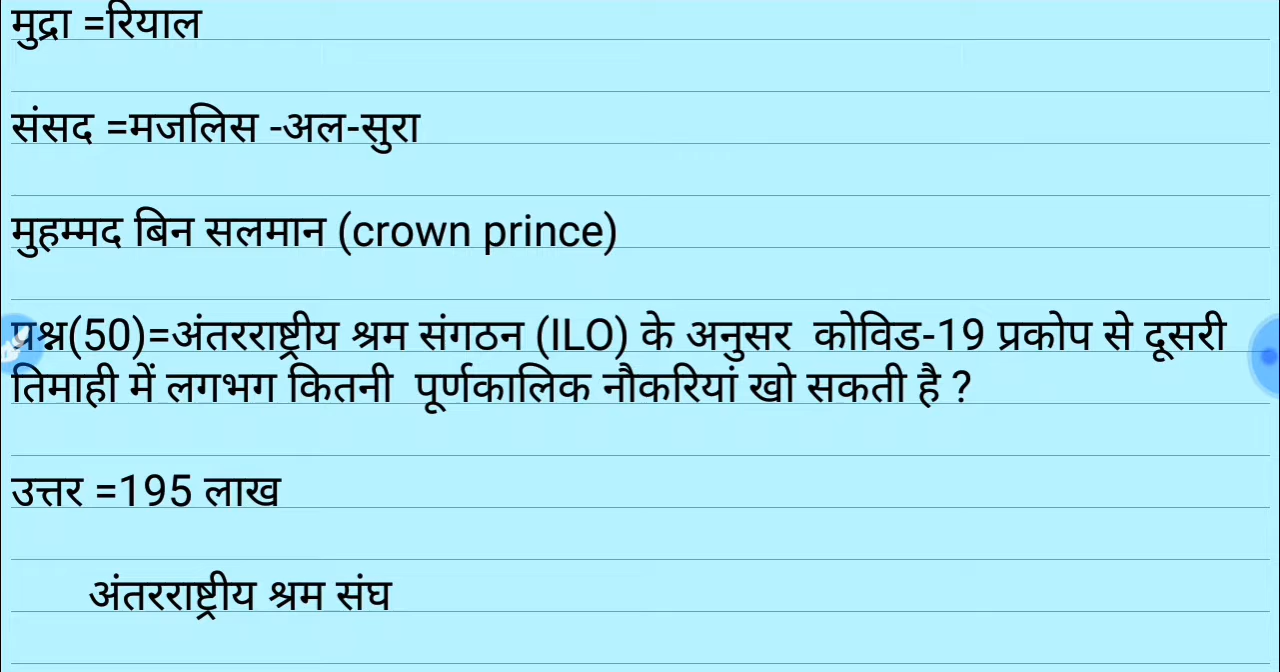 मुद्रा =रियाल
संसद =मजलिस -अल-सुरा
मुहम्मद बिन सलमान (crown prince)
प्रश्न(50)=अंतरराष्ट्रीय श्रम संगठन (ILO) के अनुसर कोविड-19 प्रकोप से दूसरी
तिमाही में लगभग कितनी पूर्णकालिक नौकरियां खो सकती है ?
उत्तर =195 लाख
अंतरराष्ट्रीय श्रम संघ